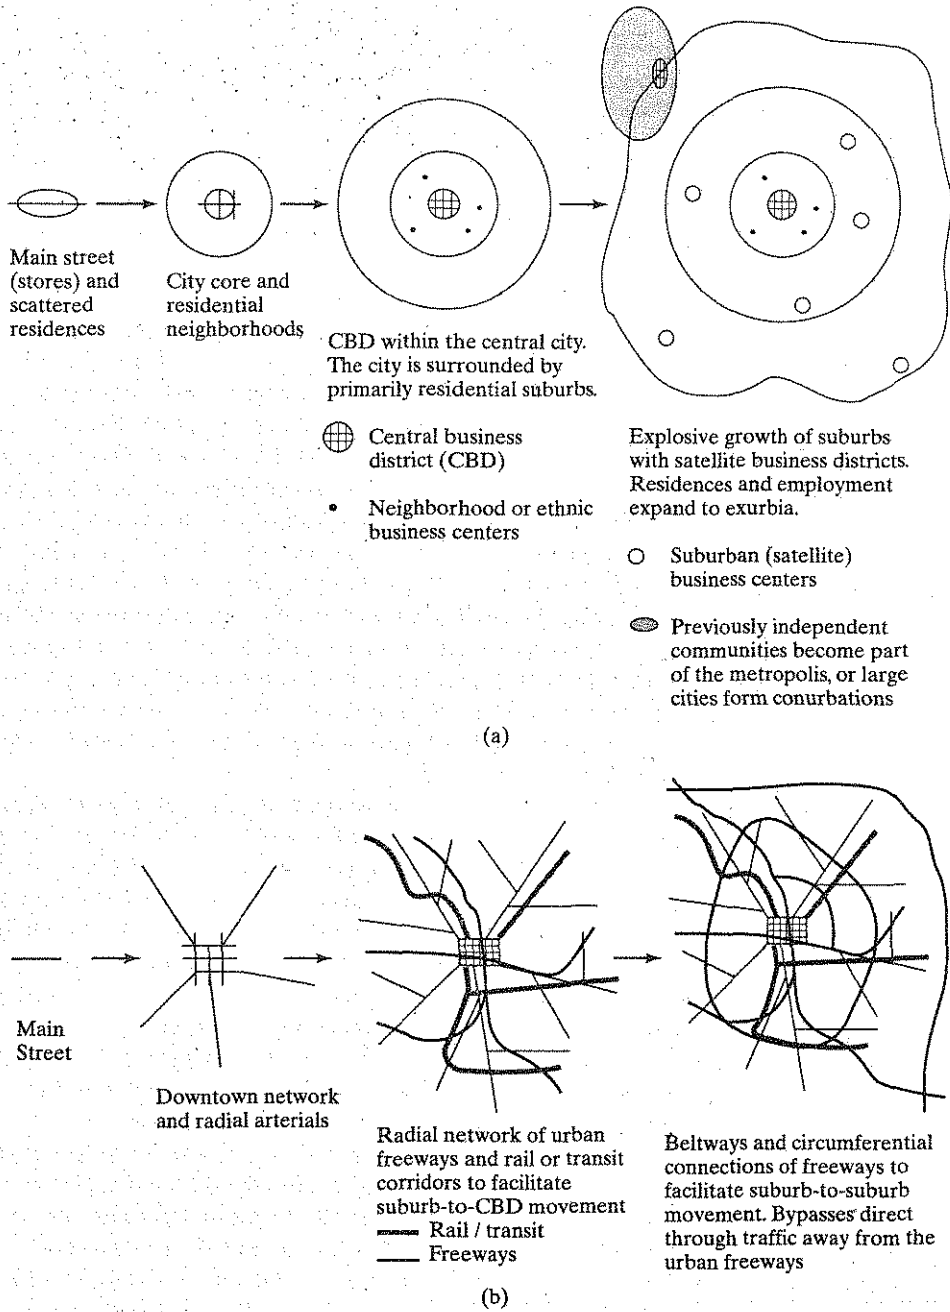 Main street
(stores) and
scattered
residences
City core and
residential
neighborhoods
CBD within the central city.
The city is surrounded by
primarily residential suburbs.
Central business
district (CBD)
Neighborhood or ethnic
business centers
Explosive growth of suburbs
with satellite business districts.
Residences and employment
expand to exurbia.
Suburban (satellite)
business centers
Previously independent
communities become part
of the metropolis, or large
cities form conurbations
(a)
Main
Street
Downtown network
and radial arterials
Radial network of urban
freeways and rail or transit
corridors to facilitate
suburb-to-CBD movement
Rail / transit
Freeways
Beltways and circumferential
connections of freeways to
facilitate suburb-to-suburb
movement. Bypasses direct
through traffic away from the
urban freeways
(b)